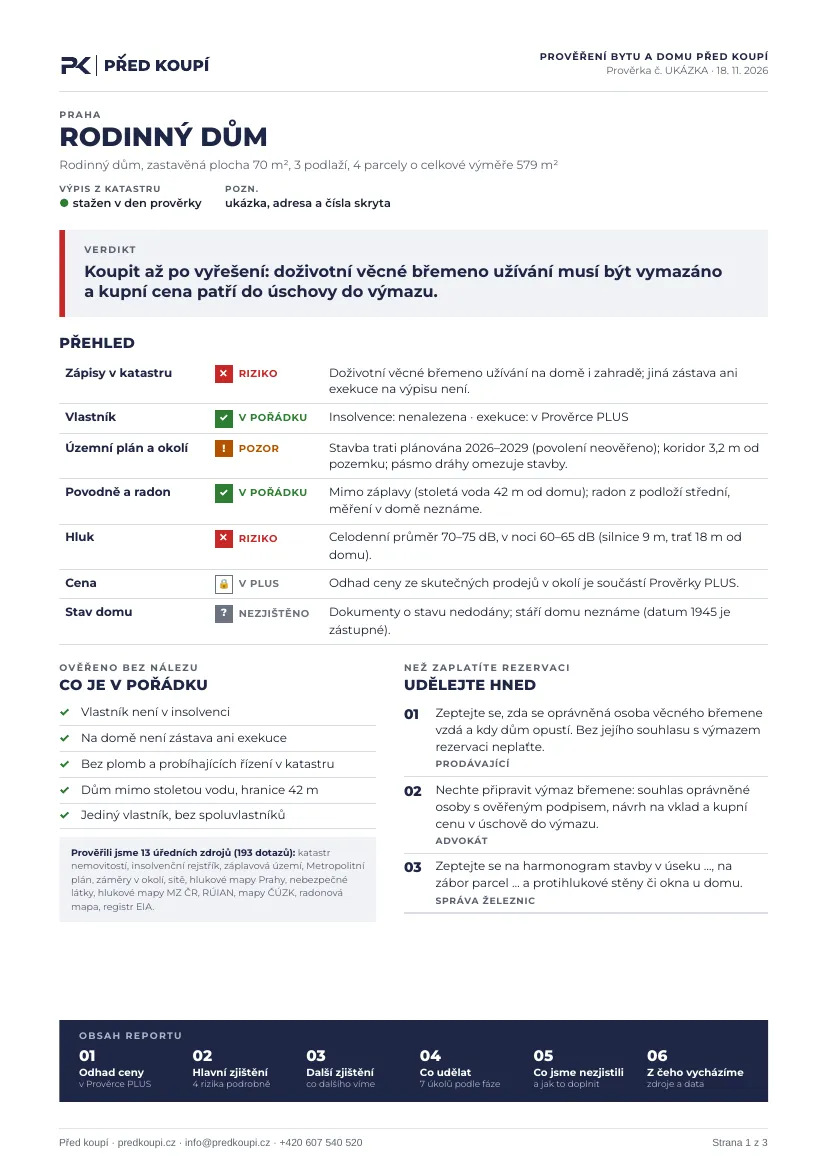 PK | PŘED KOUPÍ
PROVĚŘENÍ BYTU A DOMU PŘED KOUPÍ
Prověrka č. UKÁZKA · 18. 11. 2026
PRAHA
RODINNÝ DŮM
Rodinný dům, zastavěná plocha 70 m², 3 podlaží, 4 parcely o celkové výměře 579 m²
VÝPIS Z KATASTRU
stažen v den prověrky
POZN.
ukázka, adresa a čísla skryta
VERDIKT
Koupit až po vyřešení: doživotní věcné břemeno užívání musí být vymazáno
a kupní cena patří do úschovy do výmazu.
PŘEHLED
Zápisy v katastru ✕ RIZIKO Doživotní věcné břemeno užívání na domě i zahradě; jiná zástava ani
exekuce na výpisu není.
Vlastník ✓ V POŘÁDKU Insolvence: nenalezena · exekuce: v Prověrce PLUS
Územní plán a okolí ! POZOR Stavba trati plánována 2026–2029 (povolení neověřeno); koridor 3,2 m od
pozemku; pásmo dráhy omezuje stavby.
Povodně a radon ✓ V POŘÁDKU Mimo záplavy (stoletá voda 42 m od domu); radon z podloží střední,
měření v domě neznáme.
Hluk ✕ RIZIKO Celodenní průměr 70–75 dB, v noci 60–65 dB (silnice 9 m, trať 18 m od
domu).
Cena 🔒 V PLUS Odhad ceny ze skutečných prodejů v okolí je součástí Prověrky PLUS.
Stav domu ? NEZJIŠTĚNO Dokumenty o stavu nedodány; stáří domu neznáme (datum 1945 je
zástupné).
OVĚŘENO BEZ NÁLEZU
CO JE V POŘÁDKU
✓ Vlastník není v insolvenci
✓ Na domě není zástava ani exekuce
✓ Bez plomb a probíhajících řízení v katastru
✓ Dům mimo stoletou vodu, hranice 42 m
✓ Jediný vlastník, bez spoluvlastníků
Prověřili jsme 13 úředních zdrojů (193 dotazů): katastr
nemovitostí, insolvenční rejstřík, záplavová území, Metropolitní
plán, záměry v okolí, sítě, hlukové mapy Prahy, nebezpečné
látky, hlukové mapy MZ ČR, RÚIAN, mapy ČÚZK, radonová
mapa, registr EIA.
NEŽ ZAPLATÍTE REZERVACI
UDĚLEJTE HNED
01 Zeptejte se, zda se oprávněná osoba věcného břemene
vzdá a kdy dům opustí. Bez jejího souhlasu s výmazem
rezervaci neplaťte.
PRODÁVAJÍCÍ
02 Nechte připravit výmaz břemene: souhlas oprávněné
osoby s ověřeným podpisem, návrh na vklad a kupní
cenu v úschově do výmazu.
ADVOKÁT
03 Zeptejte se na harmonogram stavby v úseku …, na
zábor parcel … a protihlukové stěny či okna u domu.
SPRÁVA ŽELEZNIC
OBSAH REPORTU
01 02 03 04 05 06
Odhad ceny Hlavní zjištění Další zjištění Co udělat Co jsme nezjistili Z čeho vycházíme
v Prověrce PLUS 4 rizika podrobně co dalšího víme 7 úkolů podle fáze a jak to doplnit zdroje a data
Před koupí · predkoupi.cz · info@predkoupi.cz · +420 607 540 520
Strana 1 z 3